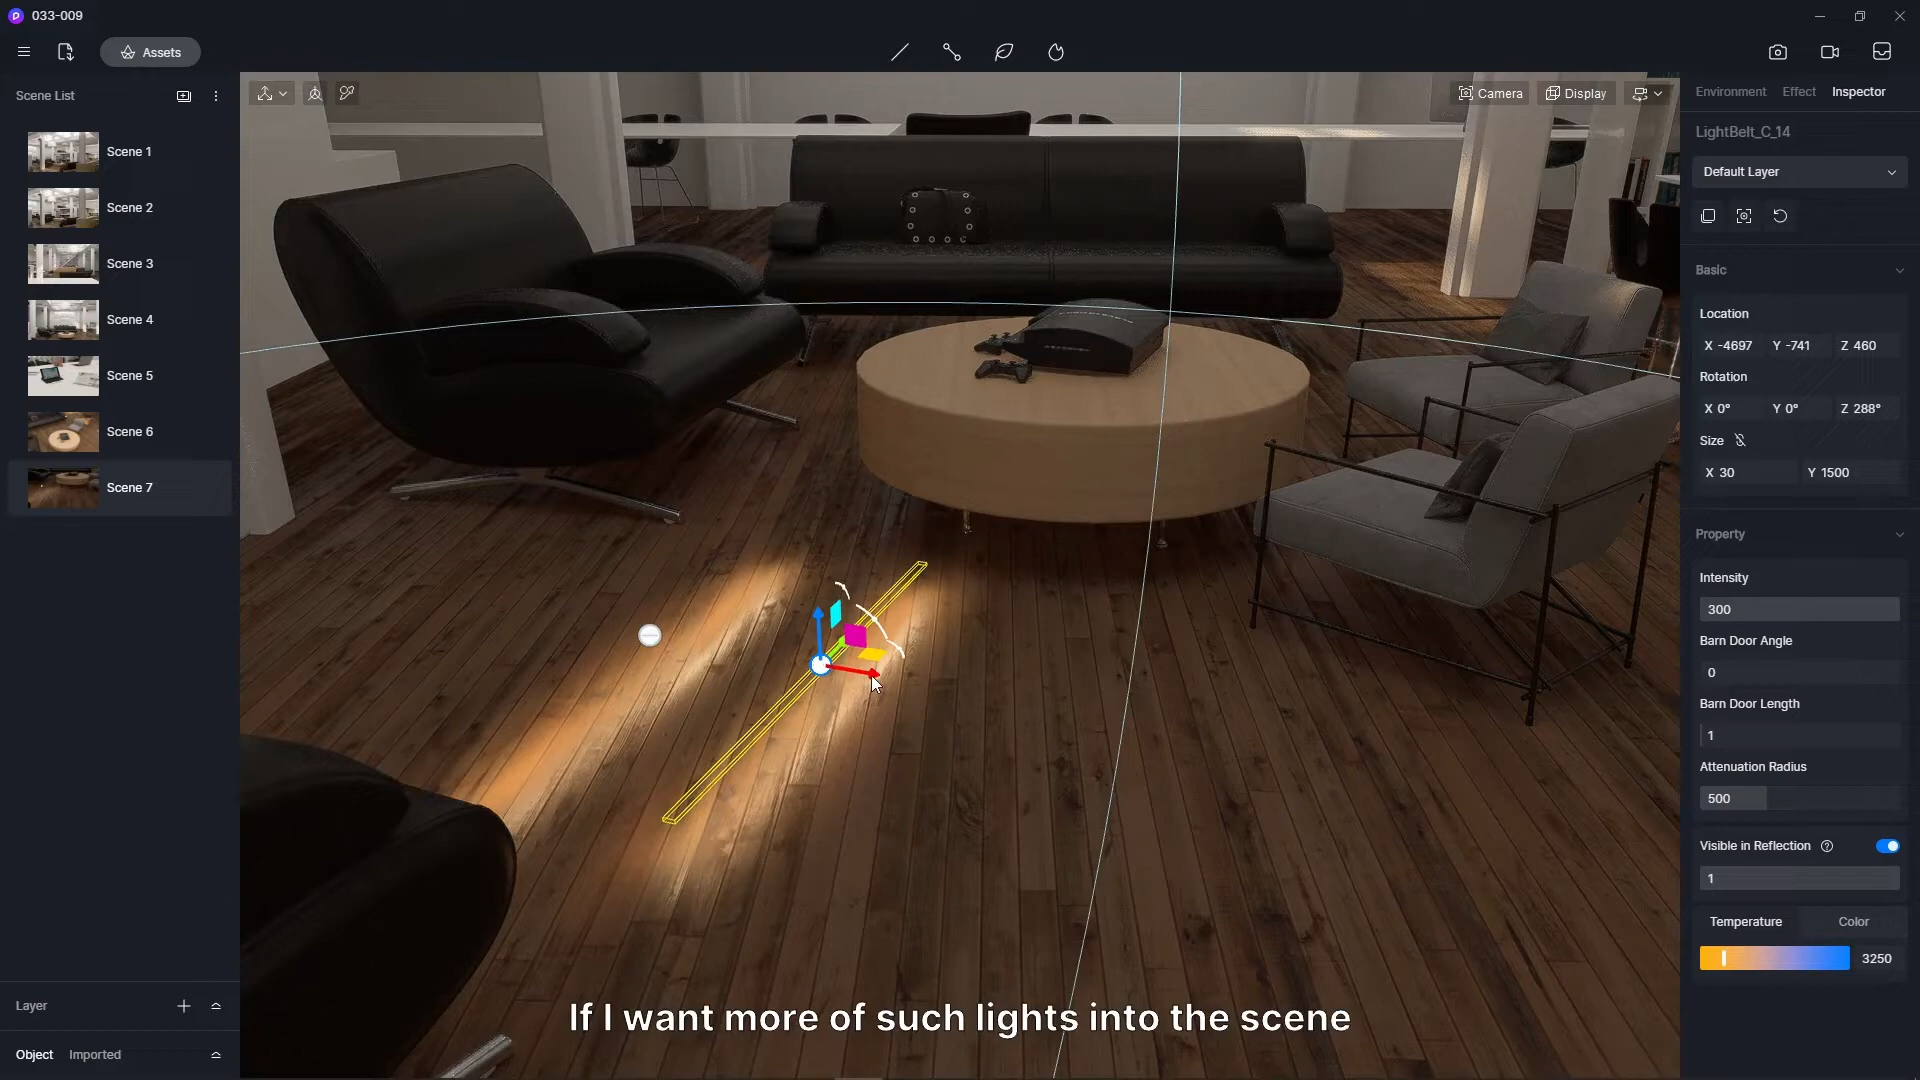 033-009
Assets
Scene List
Scene 1
Scene 2
Scene 3
Scene 4
Scene 5
Scene 6
Scene 7
Layer
Object Imported
Camera Display
If I want more of such lights into the scene
Environment Effect Inspector
LightBelt_C_14
Default Layer
Basic
Location
X -4697 Y -741 Z 460
Rotation
X 0° Y 0° Z 288°
Size
X 30 Y 1500
Property
Intensity
300
Barn Door Angle
0
Barn Door Length
1
Attenuation Radius
500
Visible in Reflection
1
Temperature Color
3250